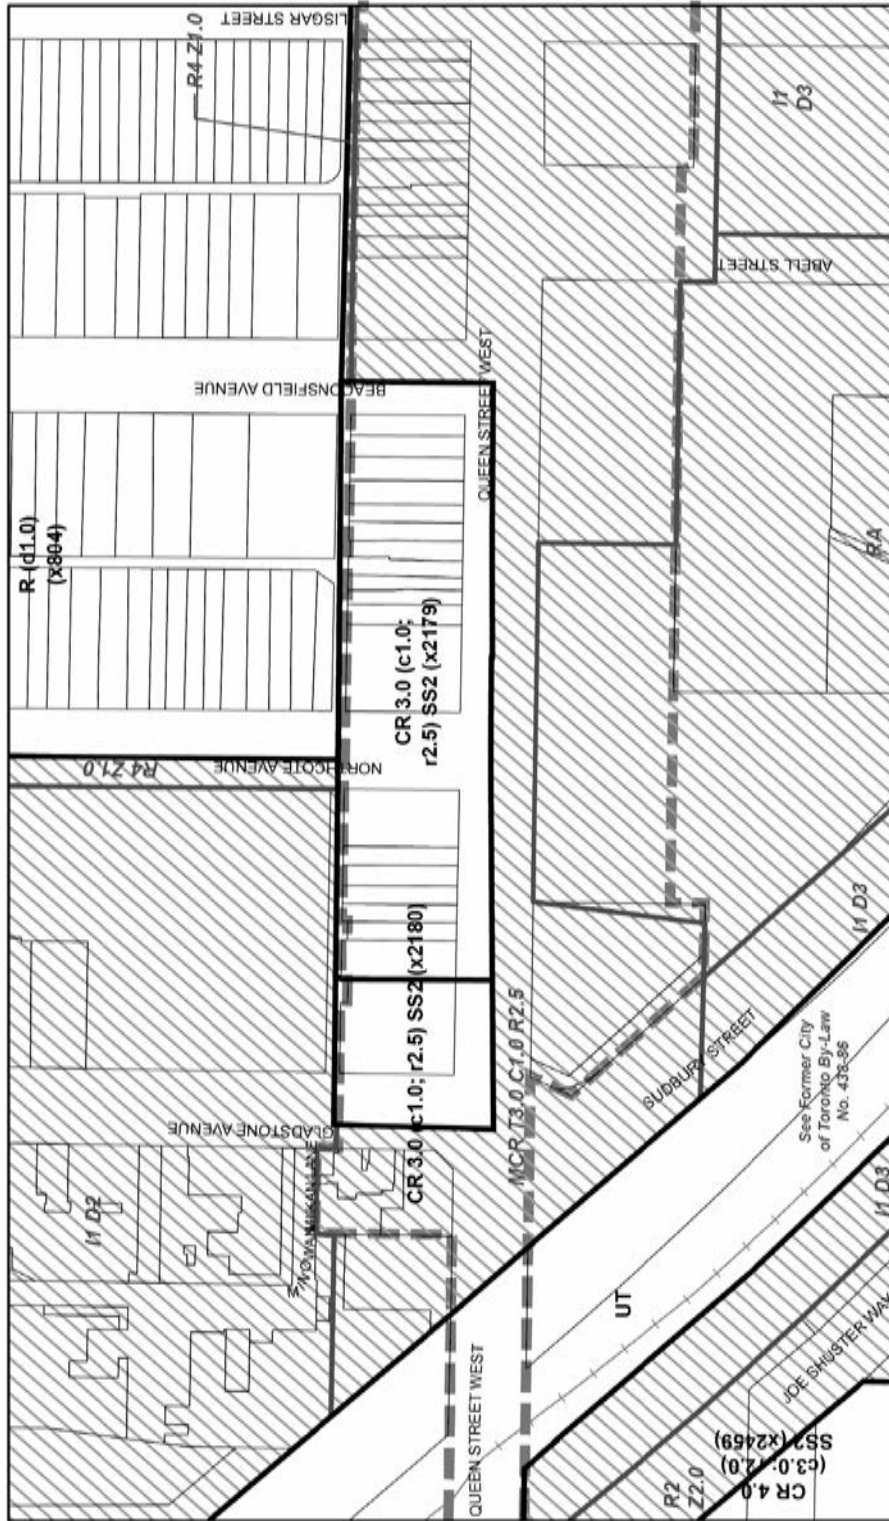 LISGAR STREET
R4 Z1.0
I1
D3
ABELL STREET
BEACONSFIELD AVENUE
QUEEN STREET WEST
R (d1.0)
(x804)
RA
CR 3.0 (c1.0;
r2.5) SS2 (x2179)
R4 Z1.0
NORTHCOTE AVENUE
CR 3.0 (c1.0; r2.5) SS2 (x2180)
I1 D3
MCR T3.0 C1.0 R2.5
SUDBURY STREET
See Former City
of Toronto By-Law
No. 438-86
GLADSTONE AVENUE
I1 D2
I1 D3
UT
JOE SHUSTER WAY
QUEEN STREET WEST
R2
Z2.0
CR 4.0
(c3.0; r2.0)
SS2 (x2459)